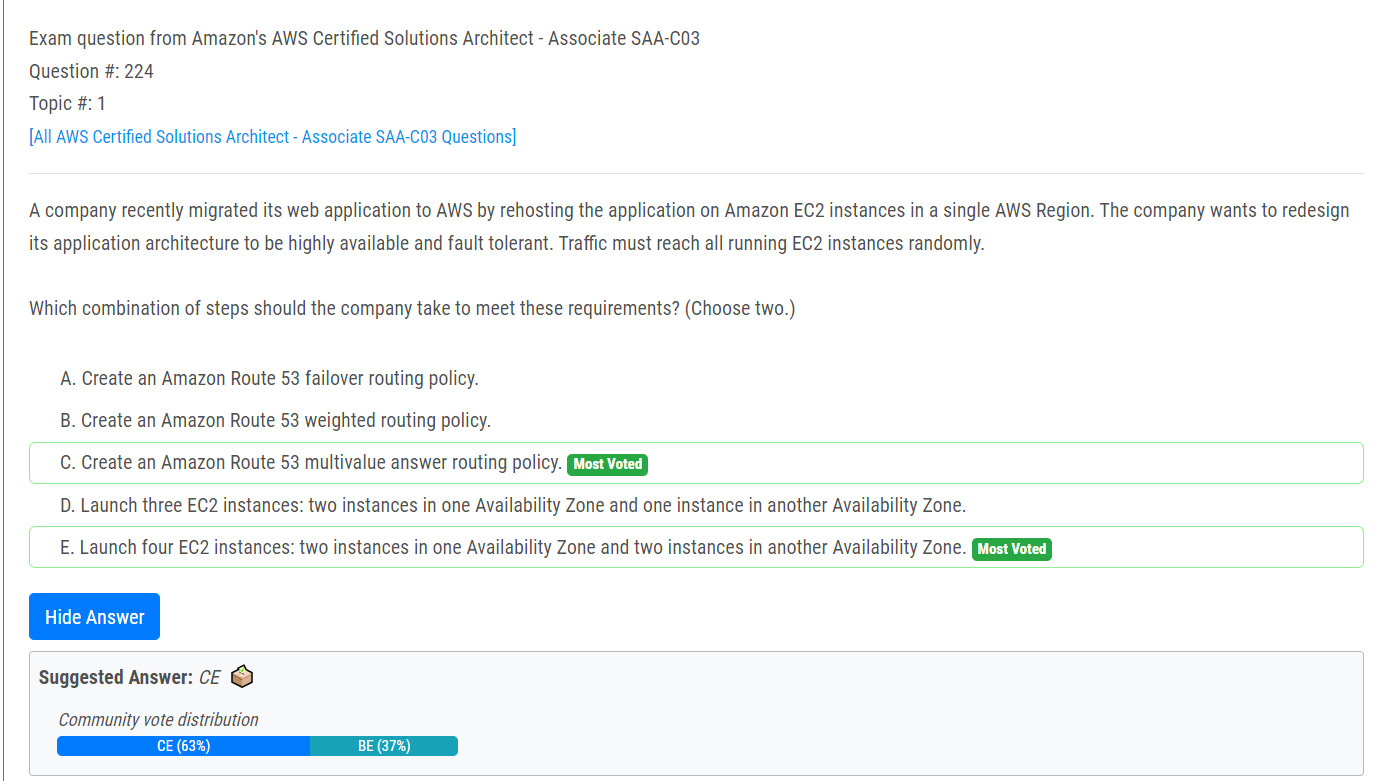 Exam question from Amazon's AWS Certified Solutions Architect - Associate SAA-C03
Question #: 224
Topic #: 1
[All AWS Certified Solutions Architect - Associate SAA-C03 Questions]
A company recently migrated its web application to AWS by rehosting the application on Amazon EC2 instances in a single AWS Region. The company wants to redesign
its application architecture to be highly available and fault tolerant. Traffic must reach all running EC2 instances randomly.
Which combination of steps should the company take to meet these requirements? (Choose two.)
A. Create an Amazon Route 53 failover routing policy.
B. Create an Amazon Route 53 weighted routing policy.
C. Create an Amazon Route 53 multivalue answer routing policy. Most Voted
D. Launch three EC2 instances: two instances in one Availability Zone and one instance in another Availability Zone.
E. Launch four EC2 instances: two instances in one Availability Zone and two instances in another Availability Zone. Most Voted
Hide Answer
Suggested Answer: CE
Community vote distribution
CE (63%) BE (37%)